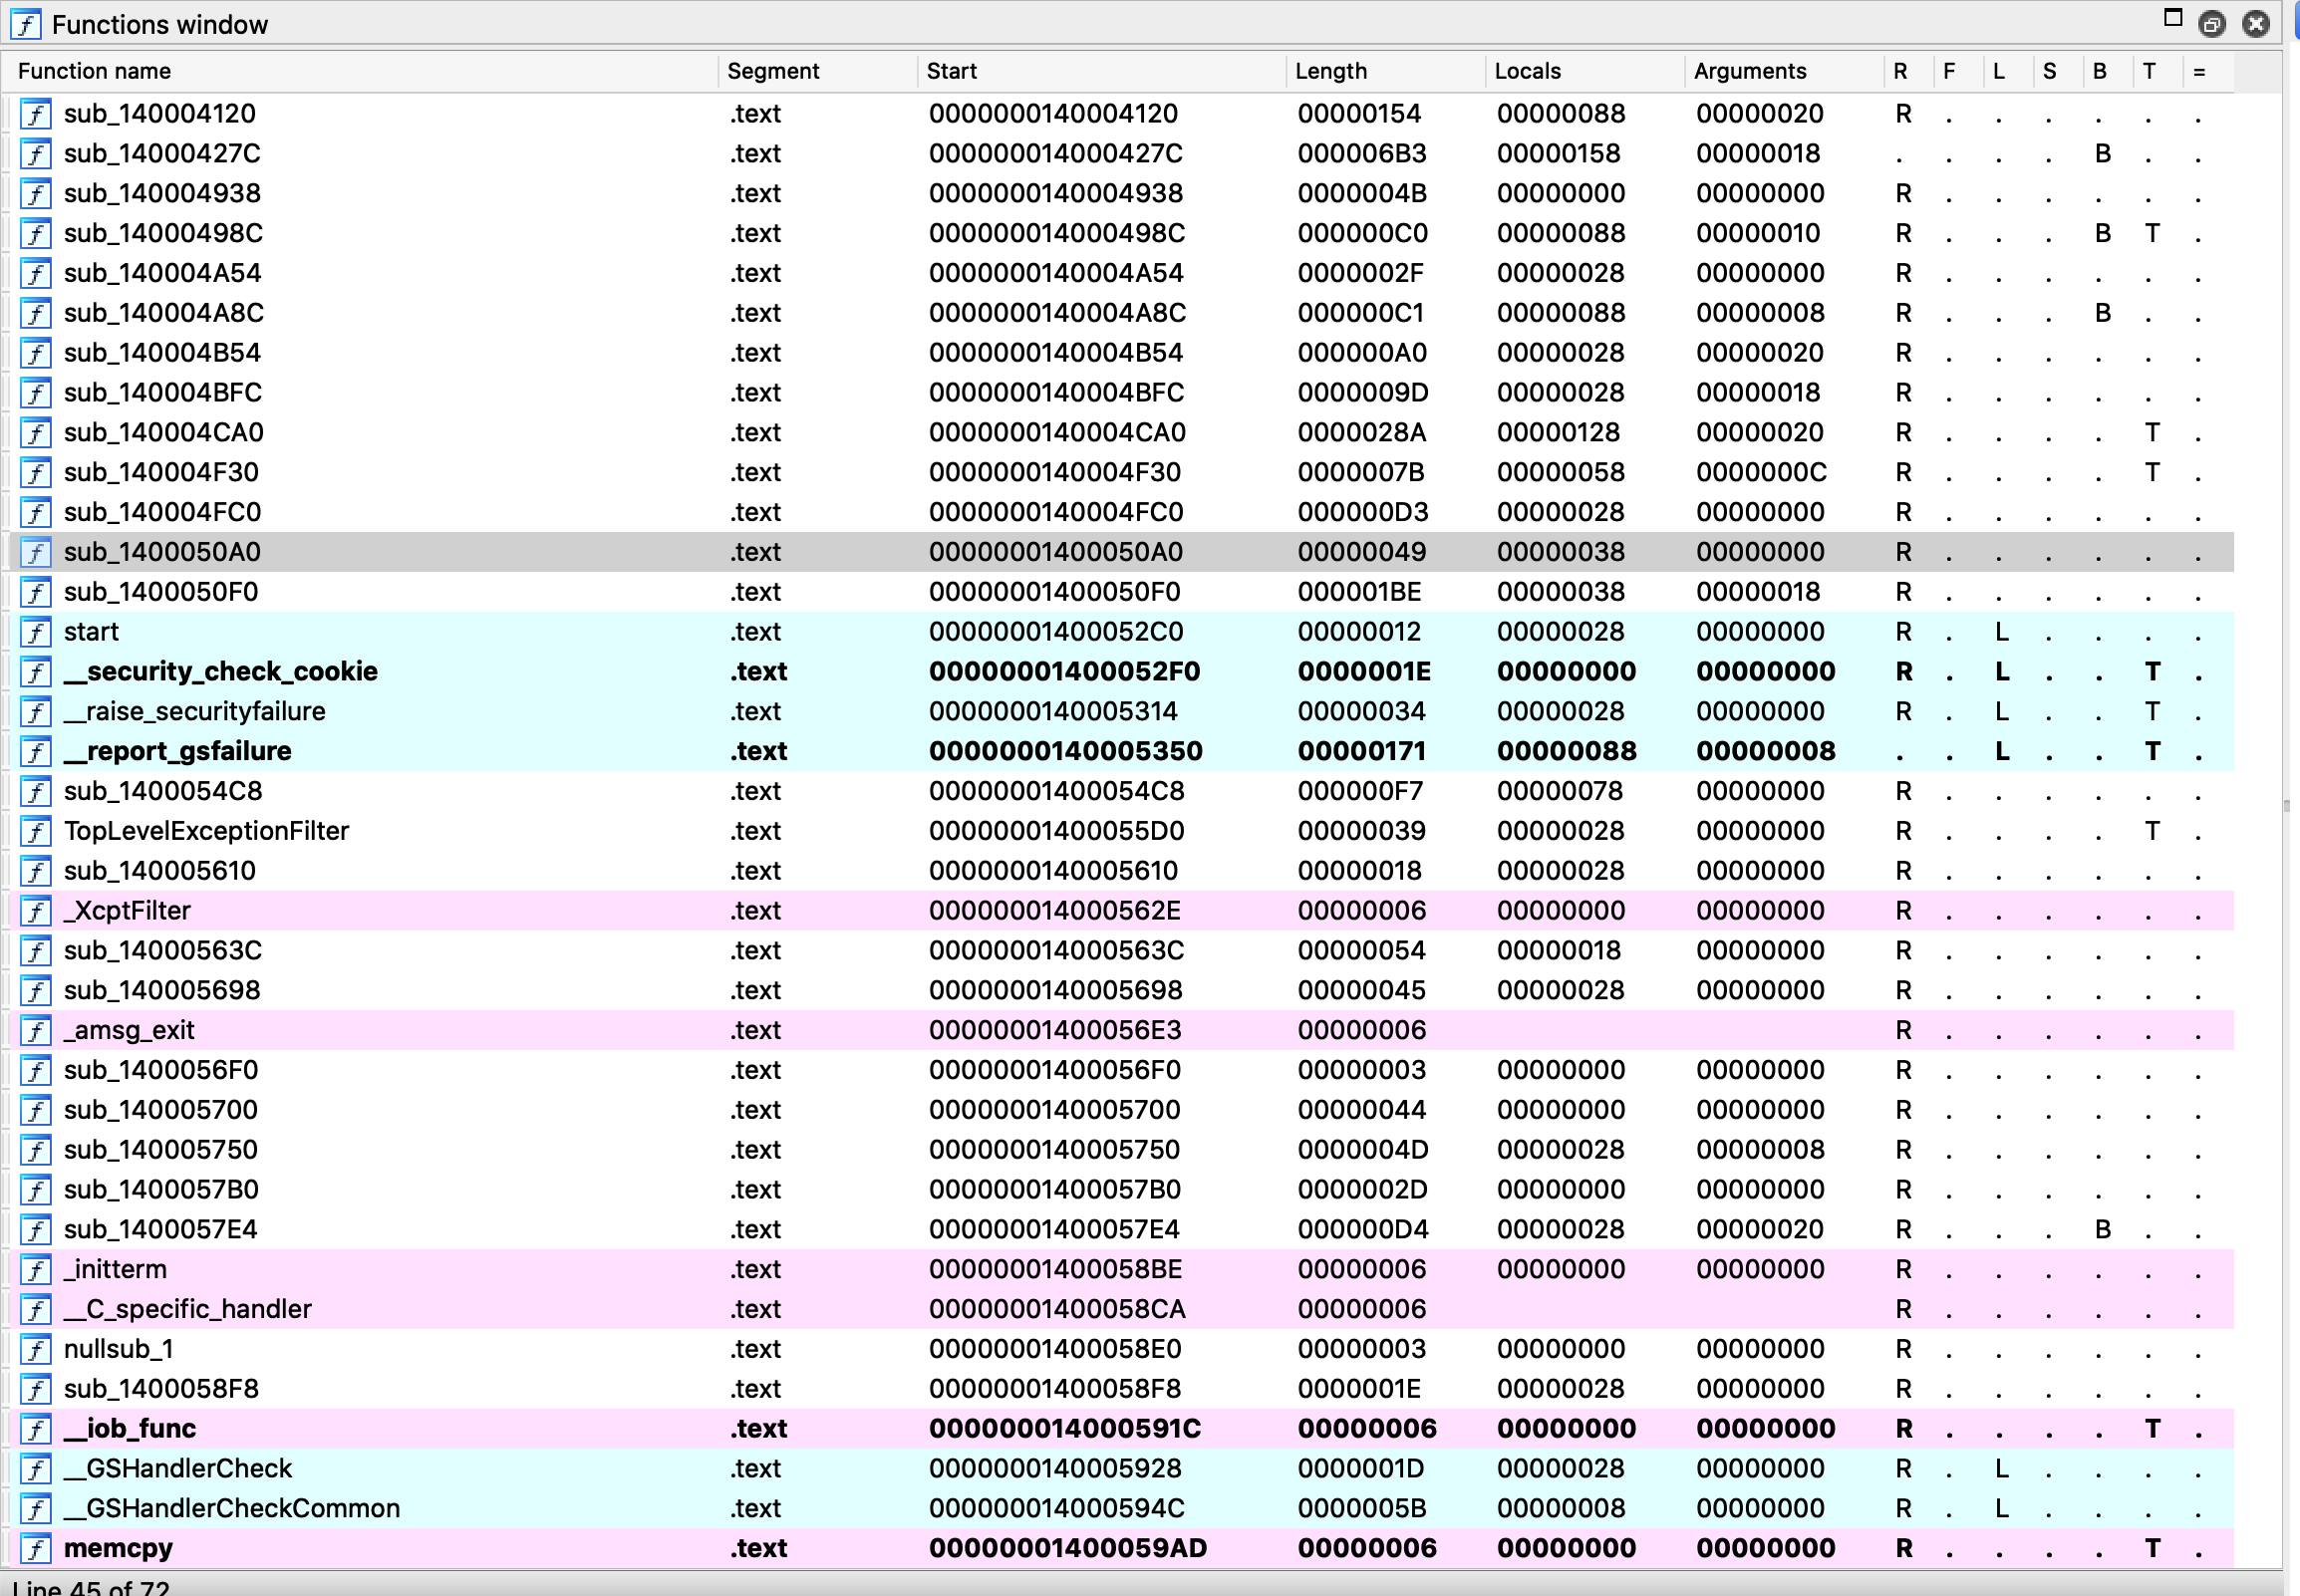 Functions window
Function name Segment Start Length Locals Arguments R F L S B T =
sub_140004120 .text 0000000140004120 00000154 00000088 00000020 R . . . . . .
sub_14000427C .text 000000014000427C 000006B3 00000158 00000018 . . . . B . .
sub_140004938 .text 0000000140004938 0000004B 00000000 00000000 R . . . . . .
sub_14000498C .text 000000014000498C 000000C0 00000088 00000010 R . . . B T .
sub_140004A54 .text 0000000140004A54 0000002F 00000028 00000000 R . . . . . .
sub_140004A8C .text 0000000140004A8C 000000C1 00000088 00000008 R . . . B . .
sub_140004B54 .text 0000000140004B54 000000A0 00000028 00000020 R . . . . . .
sub_140004BFC .text 0000000140004BFC 0000009D 00000028 00000018 R . . . . . .
sub_140004CA0 .text 0000000140004CA0 0000028A 00000128 00000020 R . . . . T .
sub_140004F30 .text 0000000140004F30 0000007B 00000058 0000000C R . . . . T .
sub_140004FC0 .text 0000000140004FC0 000000D3 00000028 00000000 R . . . . . .
sub_1400050A0 .text 00000001400050A0 00000049 00000038 00000000 R . . . . . .
sub_1400050F0 .text 00000001400050F0 000001BE 00000038 00000018 R . . . . . .
start .text 00000001400052C0 00000012 00000028 00000000 R . L . . . .
__security_check_cookie .text 00000001400052F0 0000001E 00000000 00000000 R . L . . T .
__raise_securityfailure .text 0000000140005314 00000034 00000028 00000000 R . L . . T .
__report_gsfailure .text 0000000140005350 00000171 00000088 00000008 . . L . . T .
sub_1400054C8 .text 00000001400054C8 000000F7 00000078 00000000 R . . . . . .
TopLevelExceptionFilter .text 00000001400055D0 00000039 00000028 00000000 R . . . . T .
sub_140005610 .text 0000000140005610 00000018 00000028 00000000 R . . . . . .
_XcptFilter .text 000000014000562E 00000006 00000000 00000000 R . . . . . .
sub_14000563C .text 000000014000563C 00000054 00000018 00000000 R . . . . . .
sub_140005698 .text 0000000140005698 00000045 00000028 00000000 R . . . . . .
_amsg_exit .text 00000001400056E3 00000006 R . . . . . .
sub_1400056F0 .text 00000001400056F0 00000003 00000000 00000000 R . . . . . .
sub_140005700 .text 0000000140005700 00000044 00000000 00000000 R . . . . . .
sub_140005750 .text 0000000140005750 0000004D 00000028 00000008 R . . . . . .
sub_1400057B0 .text 00000001400057B0 0000002D 00000000 00000000 R . . . . . .
sub_1400057E4 .text 00000001400057E4 000000D4 00000028 00000020 R . . . B . .
_initterm .text 00000001400058BE 00000006 00000000 00000000 R . . . . . .
__C_specific_handler .text 00000001400058CA 00000006 R . . . . . .
nullsub_1 .text 00000001400058E0 00000003 00000000 00000000 R . . . . . .
sub_1400058F8 .text 00000001400058F8 0000001E 00000028 00000000 R . . . . . .
__iob_func .text 000000014000591C 00000006 00000000 00000000 R . . . . T .
__GSHandlerCheck .text 0000000140005928 0000001D 00000028 00000000 R . L . . . .
__GSHandlerCheckCommon .text 000000014000594C 0000005B 00000008 00000000 R . L . . . .
memcpy .text 00000001400059AD 00000006 00000000 00000000 R . . . . T .
Line 45 of 72